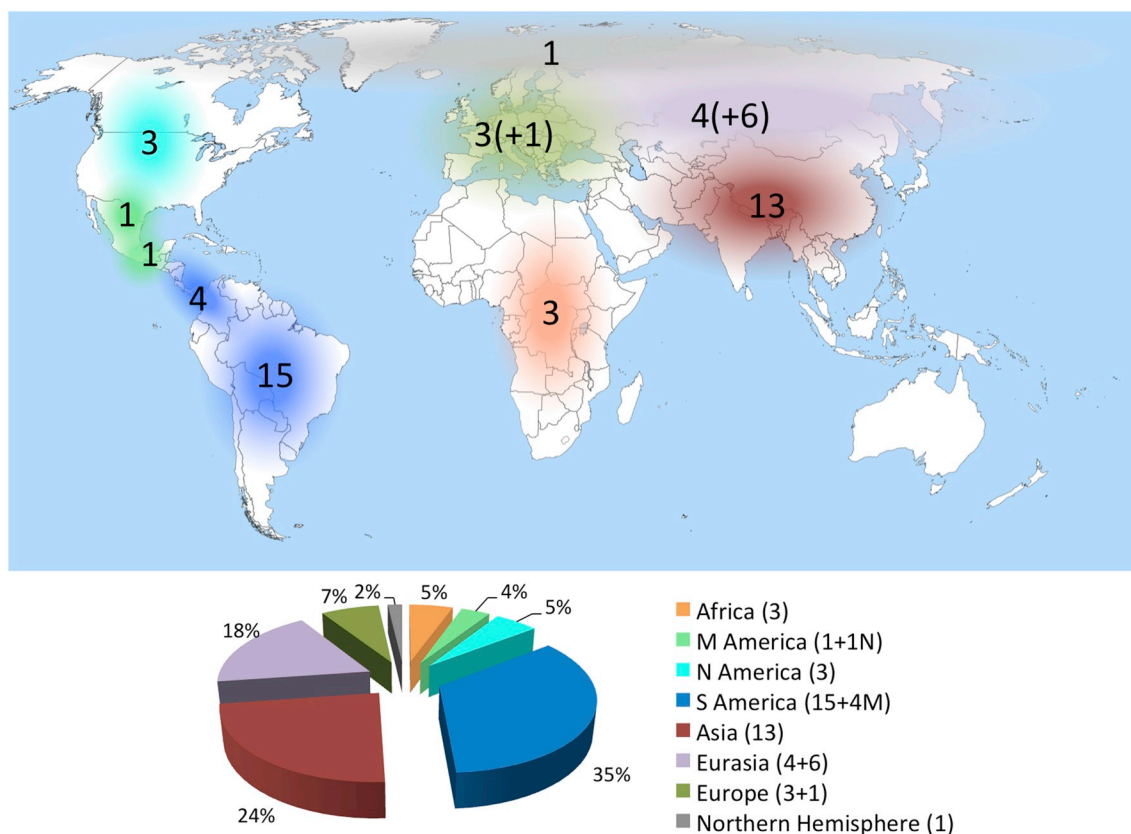 1
3
3(+1)
4(+6)
1
13
1
4
3
15
7%
2%
5%
4%
5%
18%
35%
24%
Africa (3)
M America (1+1N)
N America (3)
S America (15+4M)
Asia (13)
Eurasia (4+6)
Europe (3+1)
Northern Hemisphere (1)